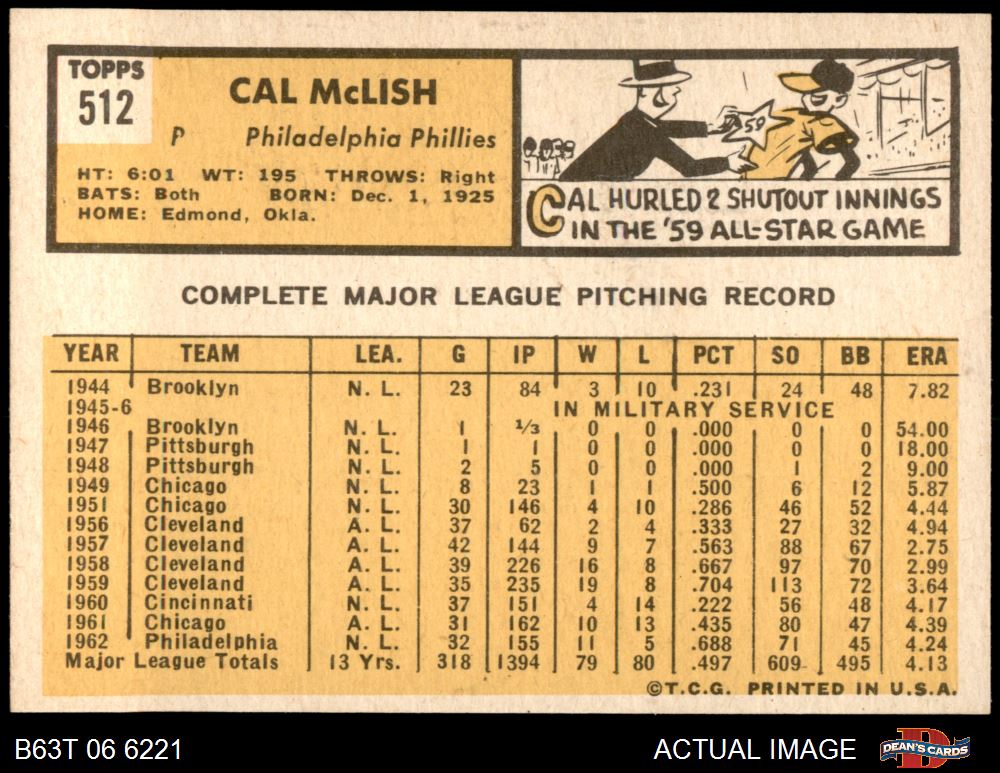 TOPPS
512
CAL McLISH
P Philadelphia Phillies
HT: 6:01 WT: 195 THROWS: Right
BATS: Both BORN: Dec. 1, 1925
HOME: Edmond, Okla.
'59
CAL HURLED 2 SHUTOUT INNINGS
IN THE '59 ALL-STAR GAME
COMPLETE MAJOR LEAGUE PITCHING RECORD
YEAR TEAM LEA. G IP W L PCT SO BB ERA
1944 Brooklyn N. L. 23 84 3 10 .231 24 48 7.82
1945-6 IN MILITARY SERVICE
1946 Brooklyn N. L. 1 1/3 0 0 .000 0 0 54.00
1947 Pittsburgh N. L. 1 1 0 0 .000 0 0 18.00
1948 Pittsburgh N. L. 2 5 0 0 .000 1 2 9.00
1949 Chicago N. L. 8 23 1 1 .500 6 12 5.87
1951 Chicago N. L. 30 146 4 10 .286 46 52 4.44
1956 Cleveland A. L. 37 62 2 4 .333 27 32 4.94
1957 Cleveland A. L. 42 144 9 7 .563 88 67 2.75
1958 Cleveland A. L. 39 226 16 8 .667 97 70 2.99
1959 Cleveland A. L. 35 235 19 8 .704 113 72 3.64
1960 Cincinnati N. L. 37 151 4 14 .222 56 48 4.17
1961 Chicago A. L. 31 162 10 13 .435 80 47 4.39
1962 Philadelphia N. L. 32 155 11 5 .688 71 45 4.24
Major League Totals 13 Yrs. 318 1394 79 80 .497 609 495 4.13
©T.C.G. PRINTED IN U.S.A.
B63T 06 6221 ACTUAL IMAGE DEAN'S CARDS